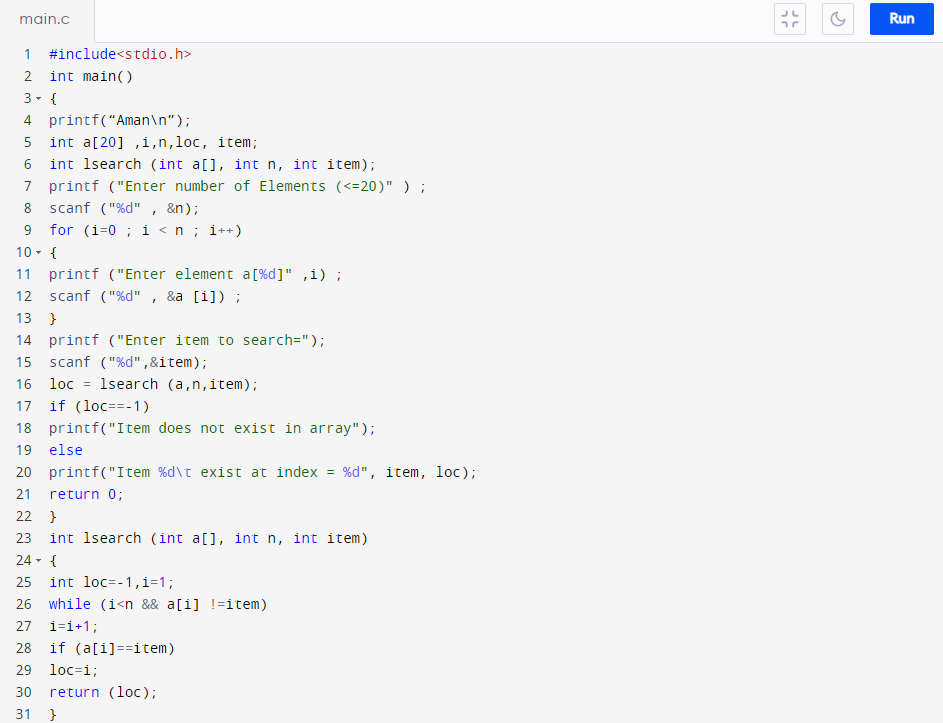 main.c
Run
1 #include<stdio.h>
2 int main()
3 {
4 printf(“Aman\n”);
5 int a[20] ,i,n,loc, item;
6 int lsearch (int a[], int n, int item);
7 printf ("Enter number of Elements (<=20)" ) ;
8 scanf ("%d" , &n);
9 for (i=0 ; i < n ; i++)
10 {
11 printf ("Enter element a[%d]" ,i) ;
12 scanf ("%d" , &a [i]) ;
13 }
14 printf ("Enter item to search=");
15 scanf ("%d",&item);
16 loc = lsearch (a,n,item);
17 if (loc==-1)
18 printf("Item does not exist in array");
19 else
20 printf("Item %d\t exist at index = %d", item, loc);
21 return 0;
22 }
23 int lsearch (int a[], int n, int item)
24 {
25 int loc=-1,i=1;
26 while (i<n && a[i] !=item)
27 i=i+1;
28 if (a[i]==item)
29 loc=i;
30 return (loc);
31 }